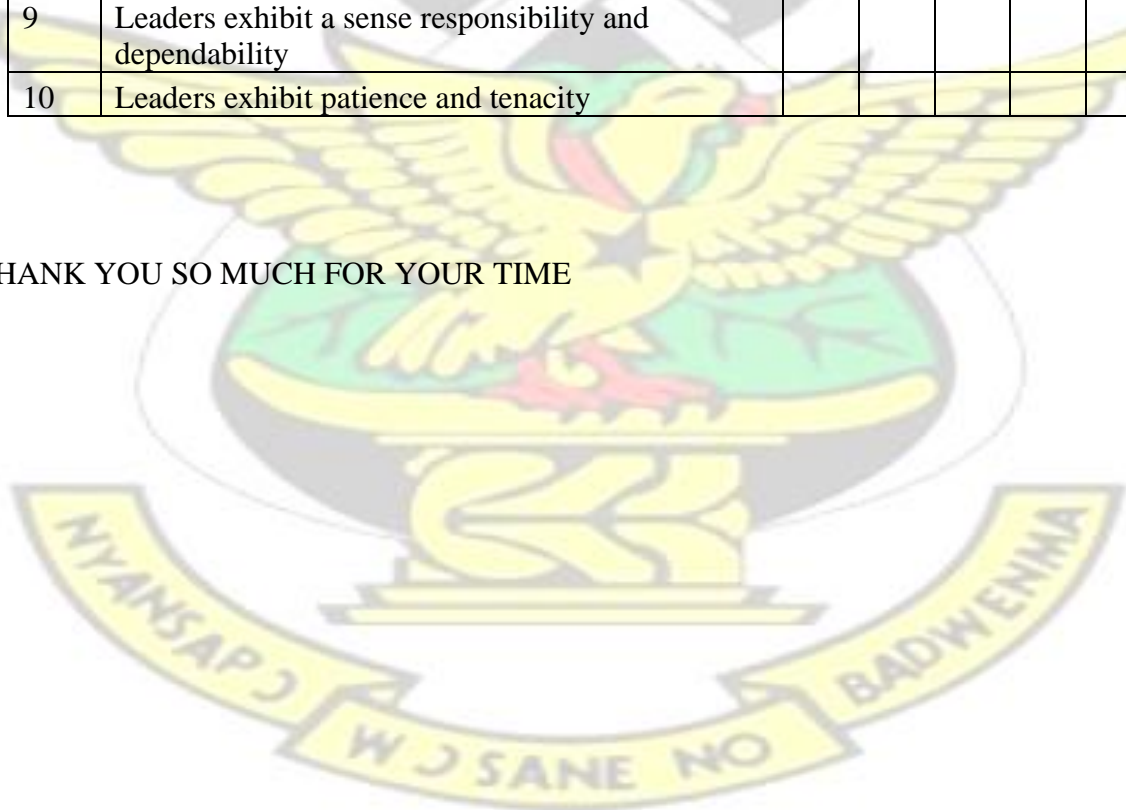 9 Leaders exhibit a sense responsibility and
dependability
10 Leaders exhibit patience and tenacity
HANK YOU SO MUCH FOR YOUR TIME
NYANSAPƆ
WƆSANE NO
BADWENMA